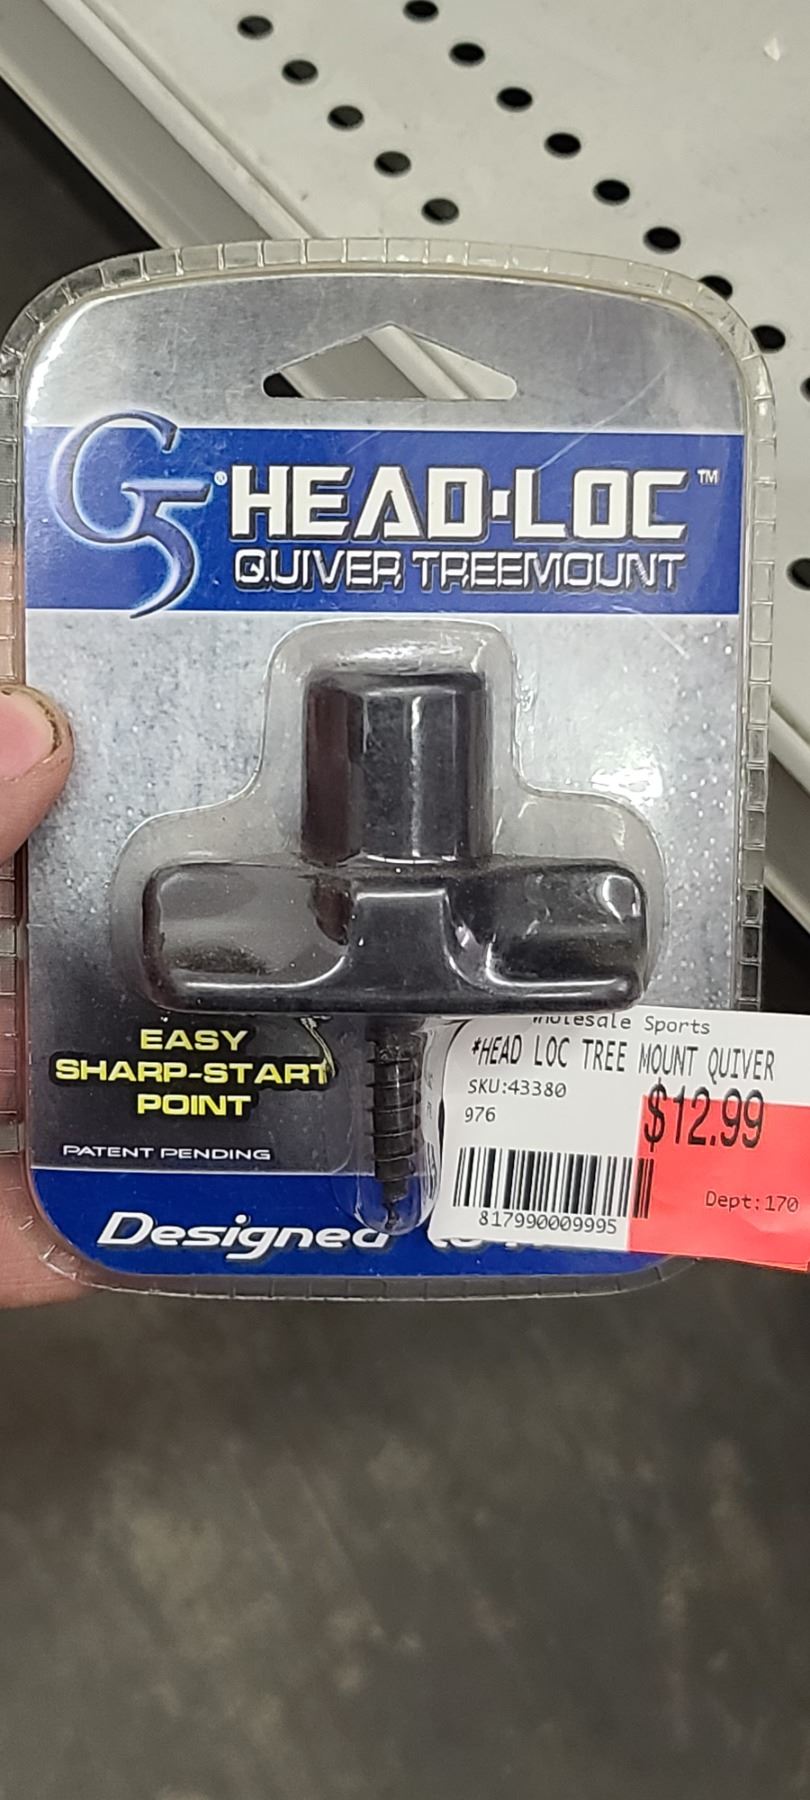 G5® HEAD·LOC™
QUIVER TREEMOUNT
EASY
SHARP-START
POINT
PATENT PENDING
Designed
Wholesale Sports
*HEAD LOC TREE MOUNT QUIVER
SKU:43380
976
$12.99
Dept:170
817990009995